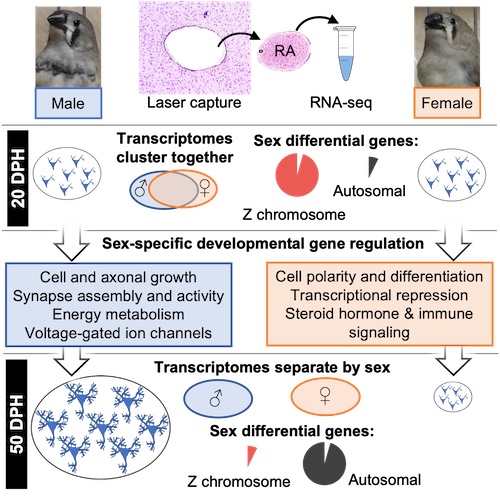 RA
Male
Laser capture
RNA-seq
Female
20 DPH
Transcriptomes
cluster together
♂
♀
Sex differential genes:
Autosomal
Z chromosome
Sex-specific developmental gene regulation
Cell and axonal growth
Synapse assembly and activity
Energy metabolism
Voltage-gated ion channels
Cell polarity and differentiation
Transcriptional repression
Steroid hormone & immune
signaling
50 DPH
Transcriptomes separate by sex
♂
♀
Sex differential genes:
Z chromosome
Autosomal